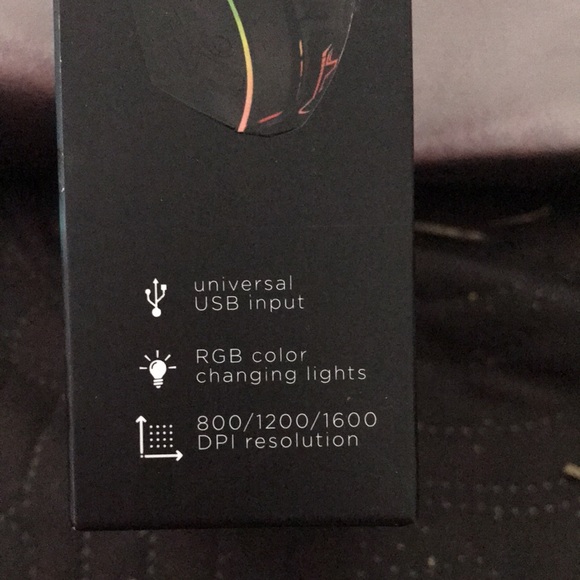 universal
USB input
RGB color
changing lights
800/1200/1600
DPI resolution